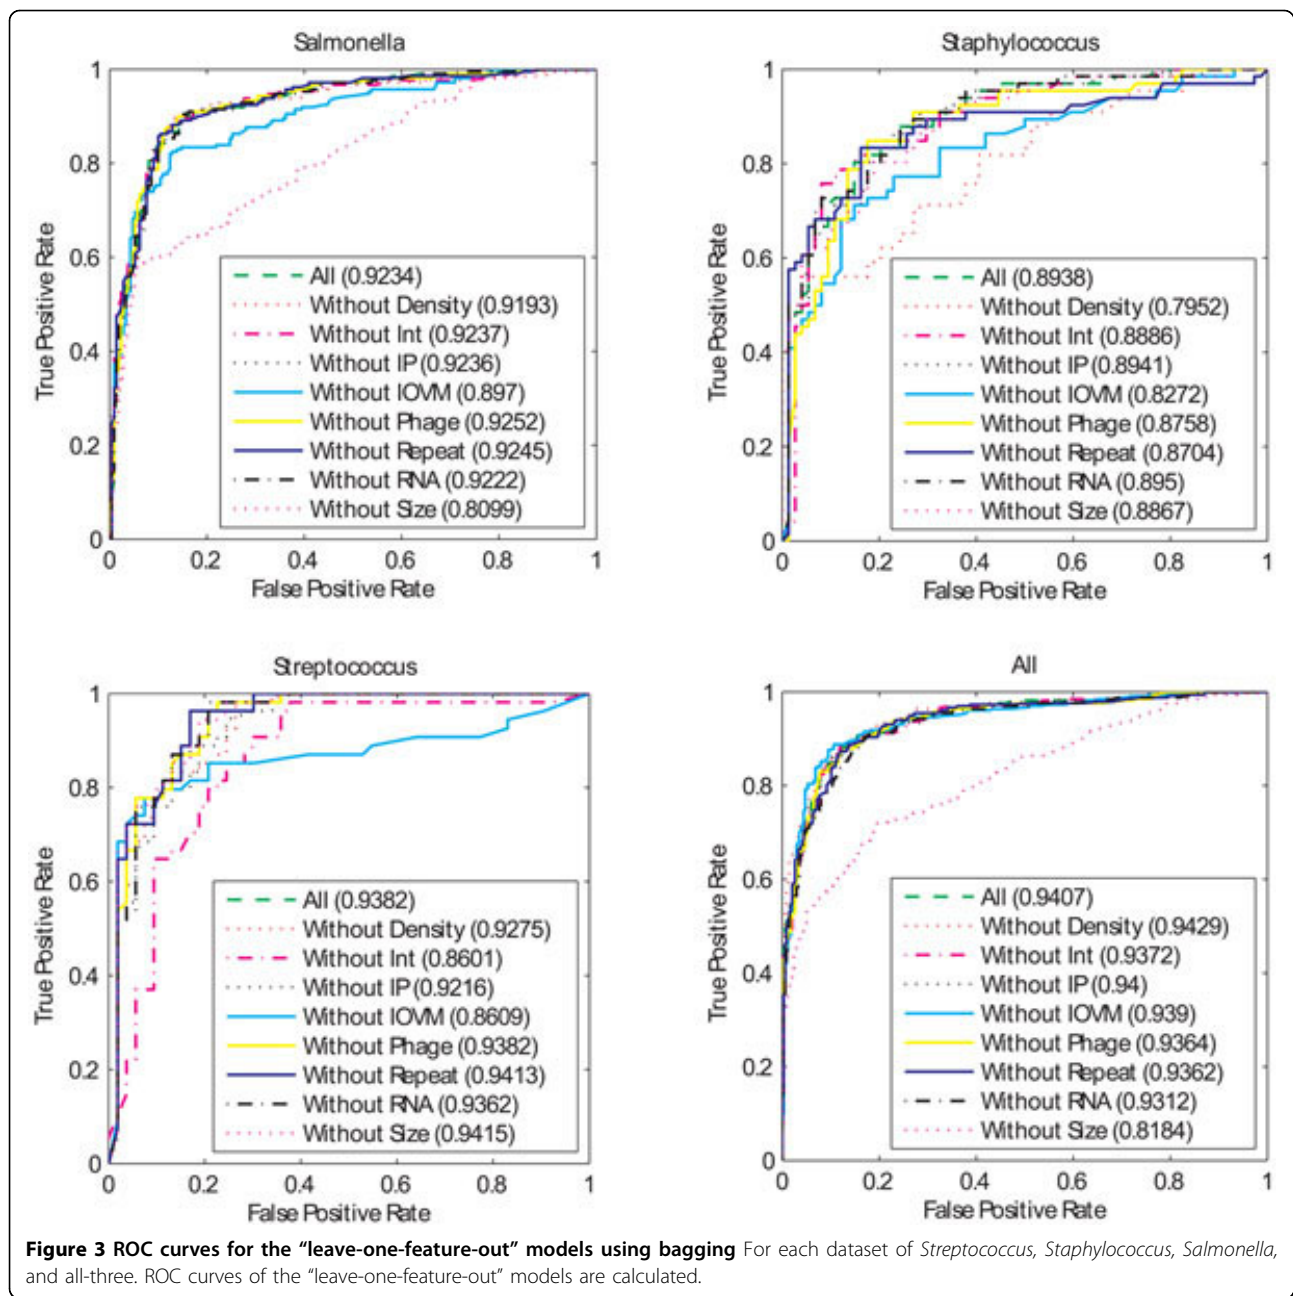 Salmonella
True Positive Rate
1
0.8
0.6
0.4
0.2
0
All (0.9234)
Without Density (0.9193)
Without Int (0.9237)
Without IP (0.9236)
Without IOVM (0.897)
Without Phage (0.9252)
Without Repeat (0.9245)
Without RNA (0.9222)
Without Size (0.8099)
0 0.2 0.4 0.6 0.8 1
False Positive Rate
Staphylococcus
True Positive Rate
1
0.8
0.6
0.4
0.2
0
All (0.8938)
Without Density (0.7952)
Without Int (0.8886)
Without IP (0.8941)
Without IOVM (0.8272)
Without Phage (0.8758)
Without Repeat (0.8704)
Without RNA (0.895)
Without Size (0.8867)
0 0.2 0.4 0.6 0.8 1
False Positive Rate
Streptococcus
True Positive Rate
1
0.8
0.6
0.4
0.2
0
All (0.9382)
Without Density (0.9275)
Without Int (0.8601)
Without IP (0.9216)
Without IOVM (0.8609)
Without Phage (0.9382)
Without Repeat (0.9413)
Without RNA (0.9362)
Without Size (0.9415)
0 0.2 0.4 0.6 0.8 1
False Positive Rate
All
True Positive Rate
1
0.8
0.6
0.4
0.2
0
All (0.9407)
Without Density (0.9429)
Without Int (0.9372)
Without IP (0.94)
Without IOVM (0.939)
Without Phage (0.9364)
Without Repeat (0.9362)
Without RNA (0.9312)
Without Size (0.8184)
0 0.2 0.4 0.6 0.8 1
False Positive Rate
Figure 3 ROC curves for the “leave-one-feature-out” models using bagging For each dataset of Streptococcus, Staphylococcus, Salmonella,
and all-three. ROC curves of the “leave-one-feature-out” models are calculated.